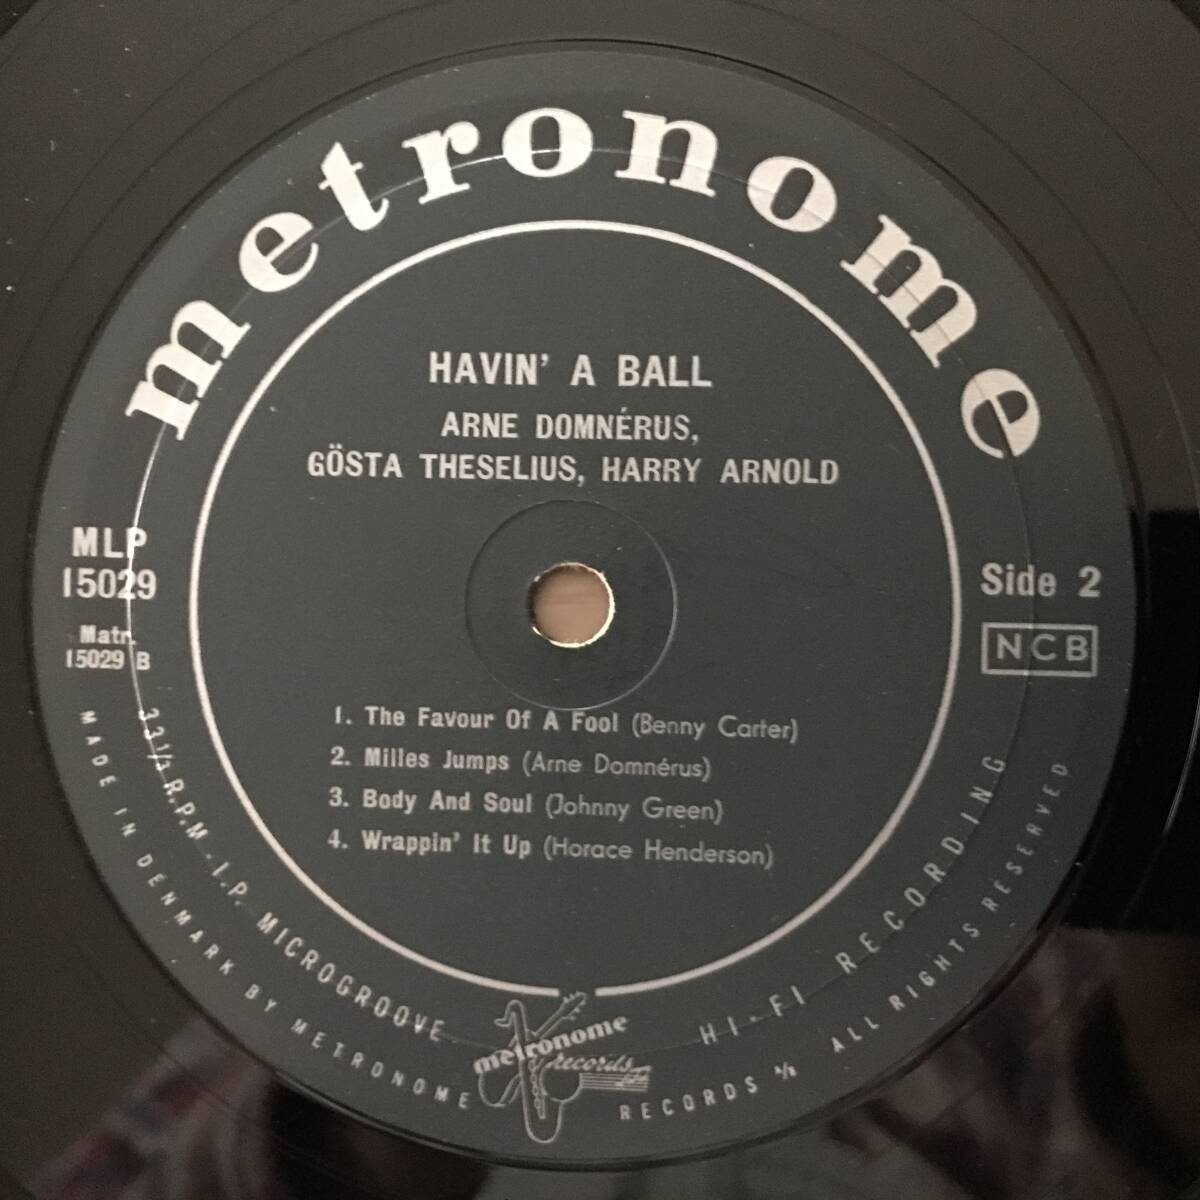 metronome
HAVIN' A BALL
ARNE DOMNÉRUS,
GÖSTA THESELIUS, HARRY ARNOLD
MLP
15029
Matr.
15029 B
Side 2
NCB
1. The Favour Of A Fool (Benny Carter)
2. Milles Jumps (Arne Domnérus)
3. Body And Soul (Johnny Green)
4. Wrappin' It Up (Horace Henderson)
33 1/3 R.P.M. I.P. MICROGROOVE
HI-FI RECORDING
MADE IN DENMARK BY METRONOME RECORDS A/S ALL RIGHTS RESERVED
metronome
records